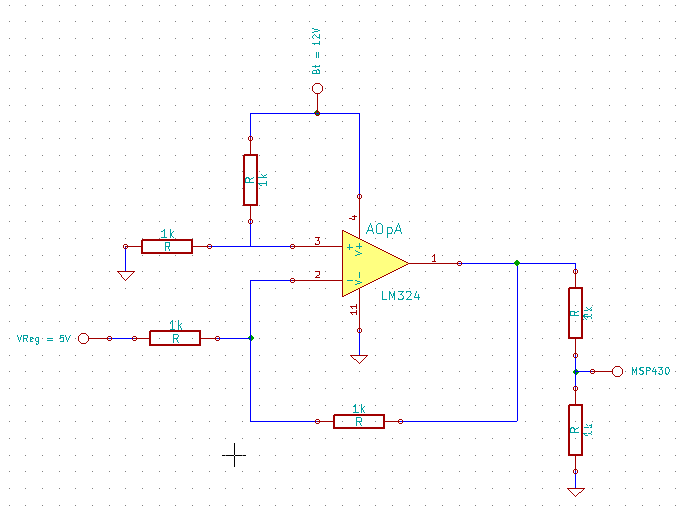 Bt = 12V
R
1k
1k
R
3
+
4
V+
AOpA
1
2
-
V-
11
LM324
VReg = 5V
1k
R
R
1k
MSP430
1k
R
R
1k